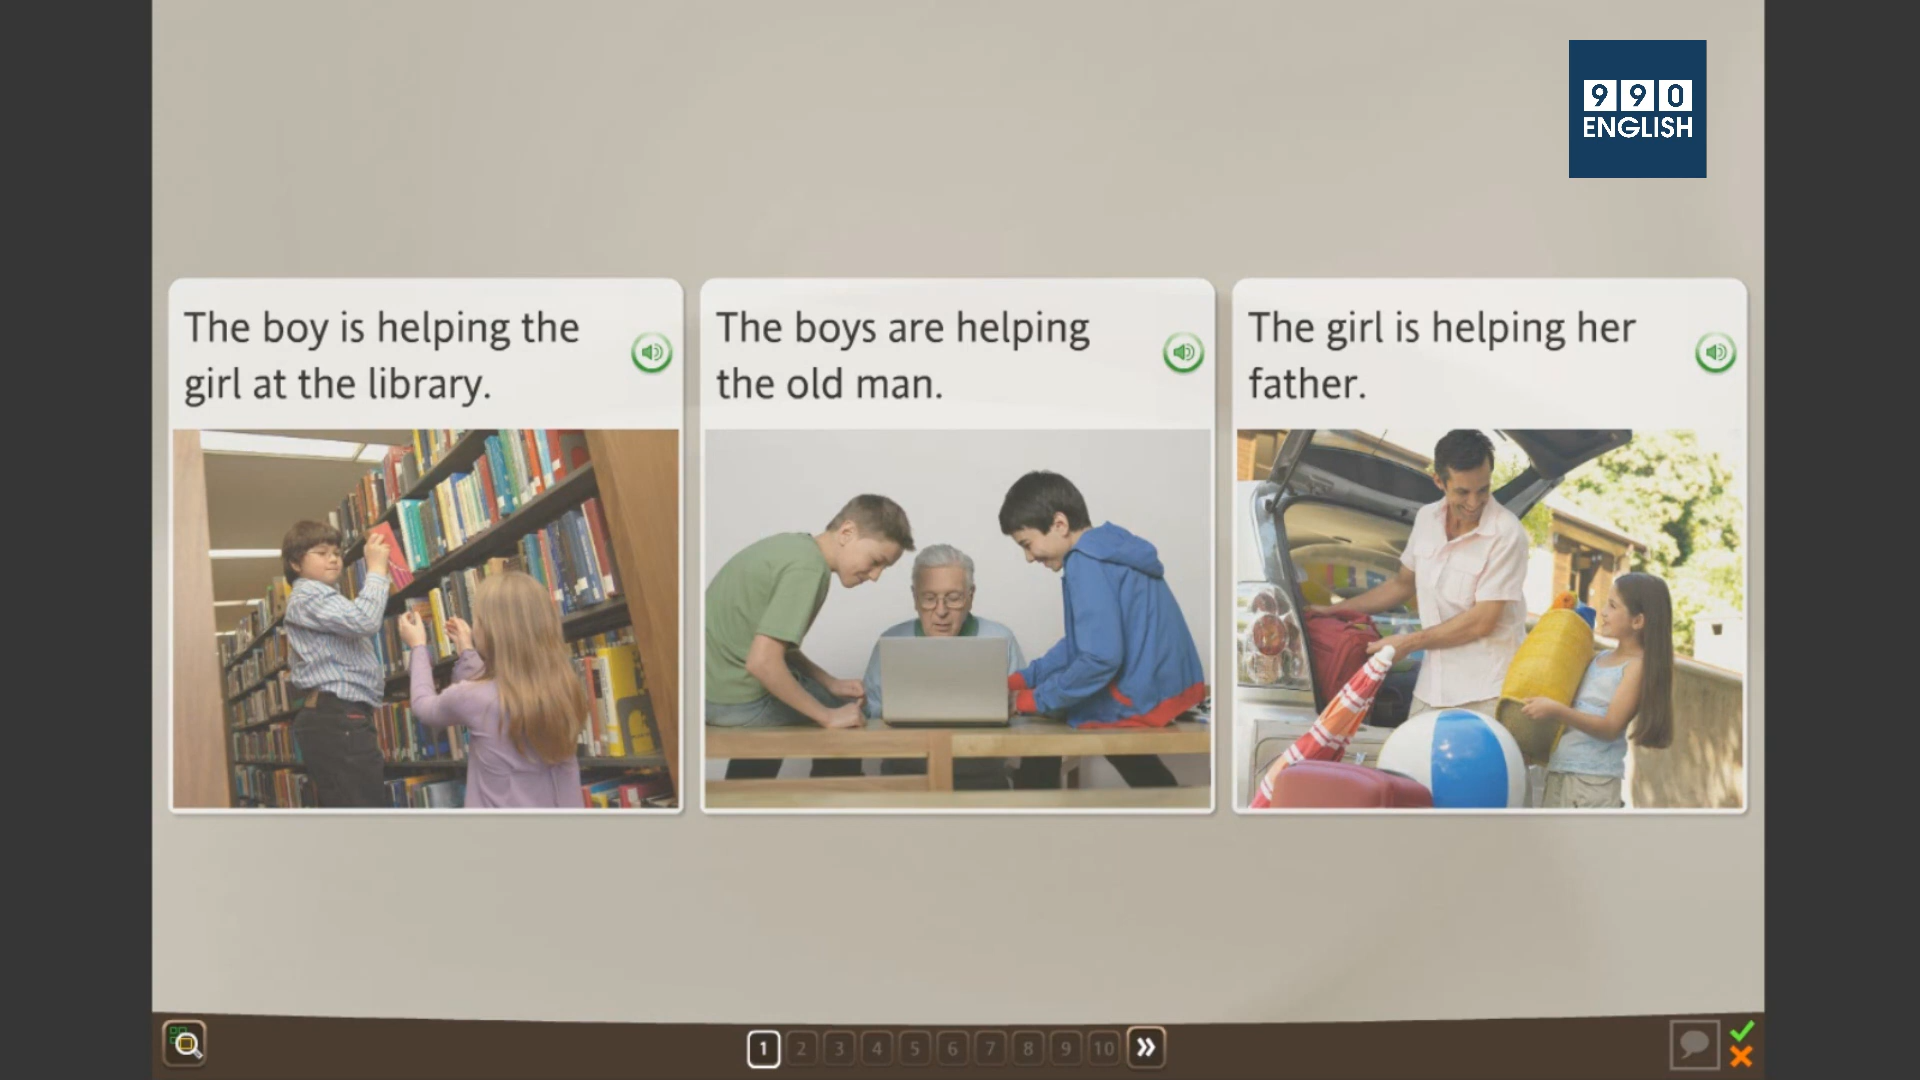 990
ENGLISH
The boy is helping the
girl at the library.
The boys are helping
the old man.
The girl is helping her
father.
1 2 3 4 5 6 7 8 9 10